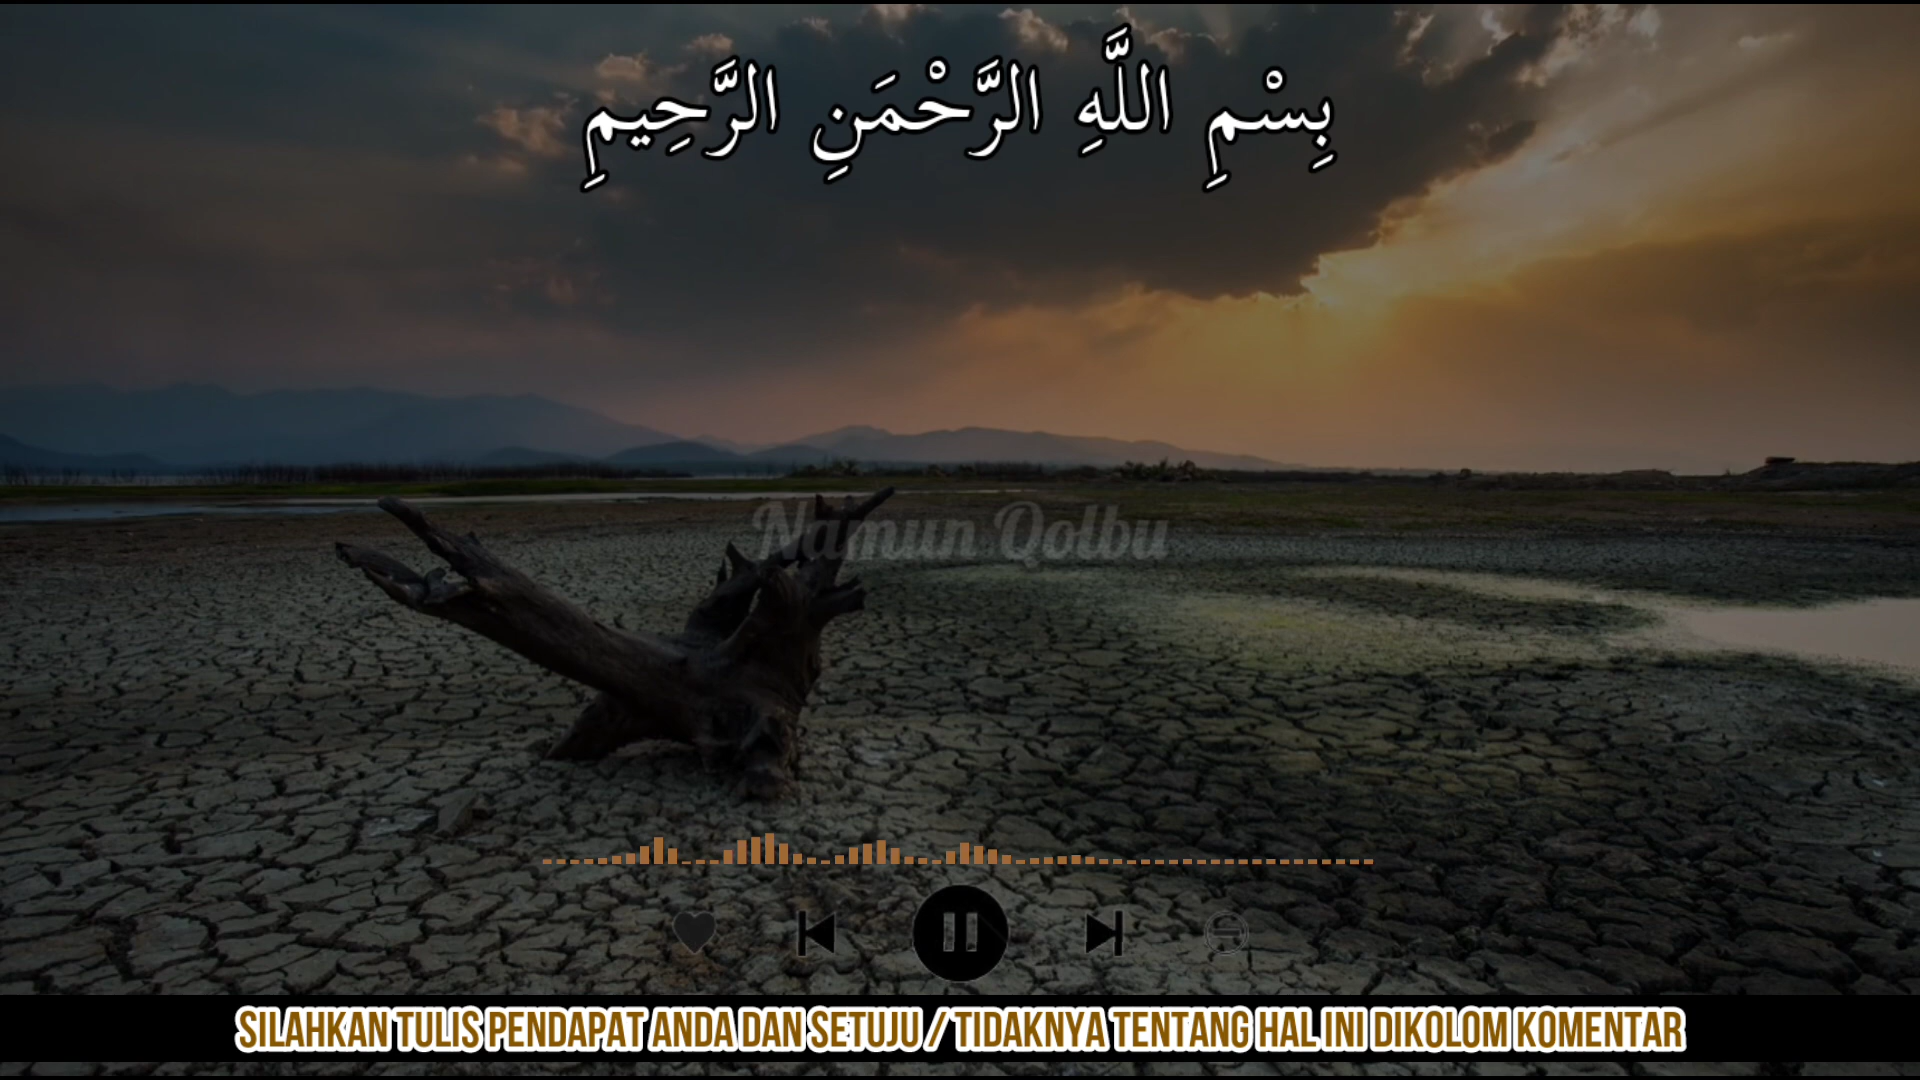 بِسْمِ اللَّهِ الرَّحْمَنِ الرَّحِيمِ
Namun Qolbu
SILAHKAN TULIS PENDAPAT ANDA DAN SETUJU / TIDAKNYA TENTANG HAL INI DIKOLOM KOMENTAR